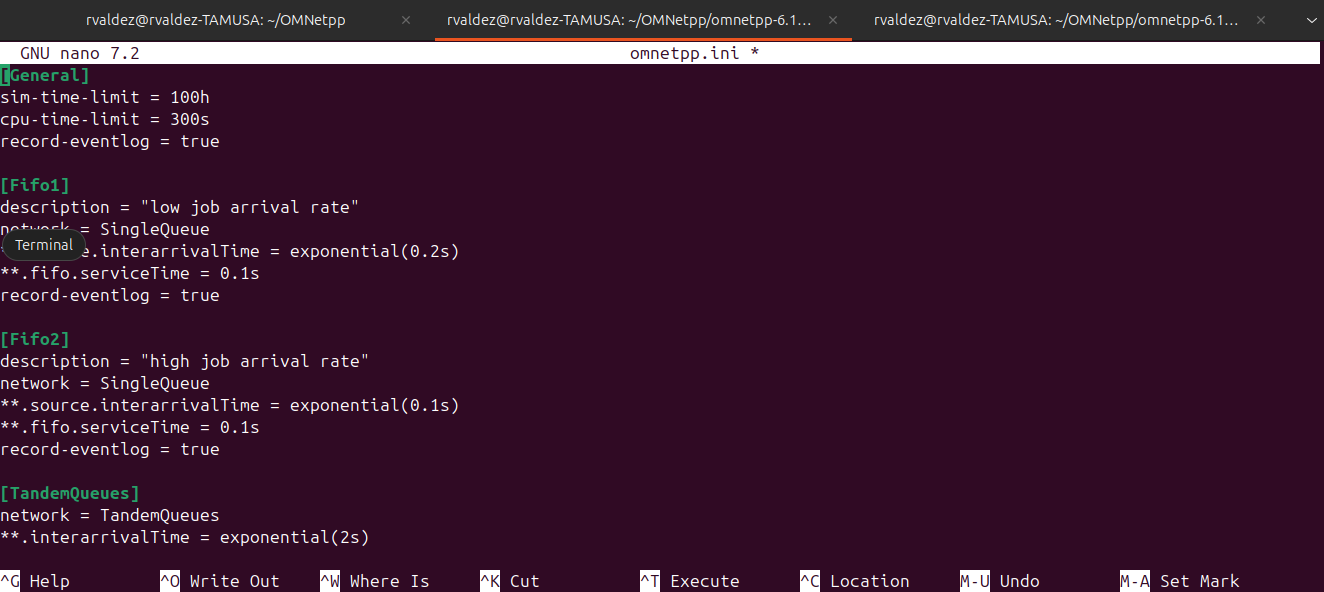 rvaldez@rvaldez-TAMUSA: ~/OMNetpp × rvaldez@rvaldez-TAMUSA: ~/OMNetpp/omnetpp-6.1... × rvaldez@rvaldez-TAMUSA: ~/OMNetpp/omnetpp-6.1... ×
GNU nano 7.2 omnetpp.ini *
[General]
sim-time-limit = 100h
cpu-time-limit = 300s
record-eventlog = true
[Fifo1]
description = "low job arrival rate"
network = SingleQueue
Terminal
e.interarrivalTime = exponential(0.2s)
**.fifo.serviceTime = 0.1s
record-eventlog = true
[Fifo2]
description = "high job arrival rate"
network = SingleQueue
**.source.interarrivalTime = exponential(0.1s)
**.fifo.serviceTime = 0.1s
record-eventlog = true
[TandemQueues]
network = TandemQueues
**.interarrivalTime = exponential(2s)
^G Help ^O Write Out ^W Where Is ^K Cut ^T Execute ^C Location M-U Undo M-A Set Mark